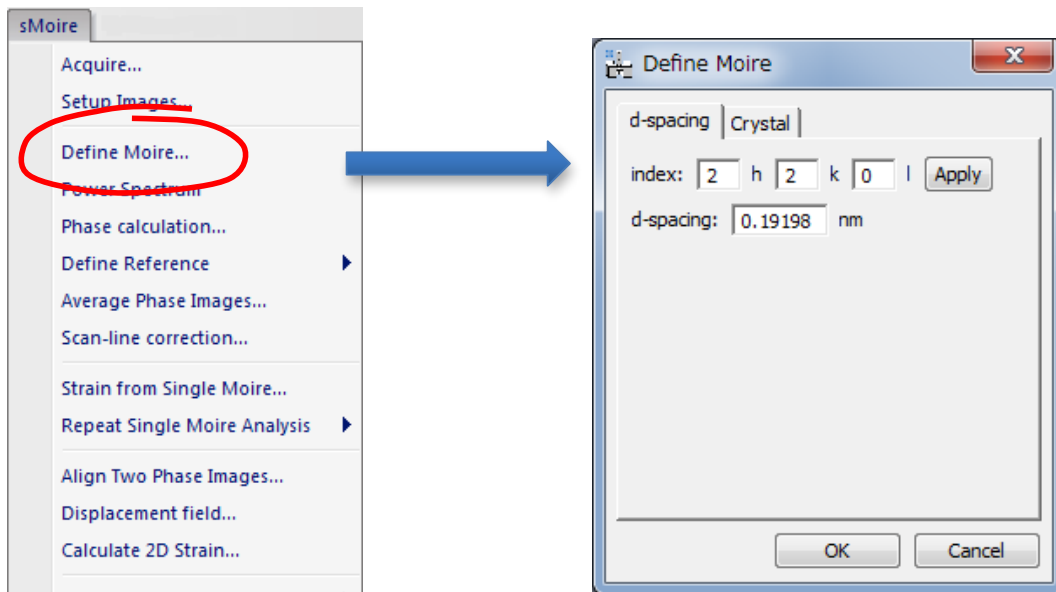 sMoire
Acquire...
Setup Images...
Define Moire...
Power Spectrum
Phase calculation...
Define Reference
Average Phase Images...
Scan-line correction...
Strain from Single Moire...
Repeat Single Moire Analysis
Align Two Phase Images...
Displacement field...
Calculate 2D Strain...
Define Moire
d-spacing Crystal
index: 2 h 2 k 0 l Apply
d-spacing: 0.19198 nm
OK Cancel